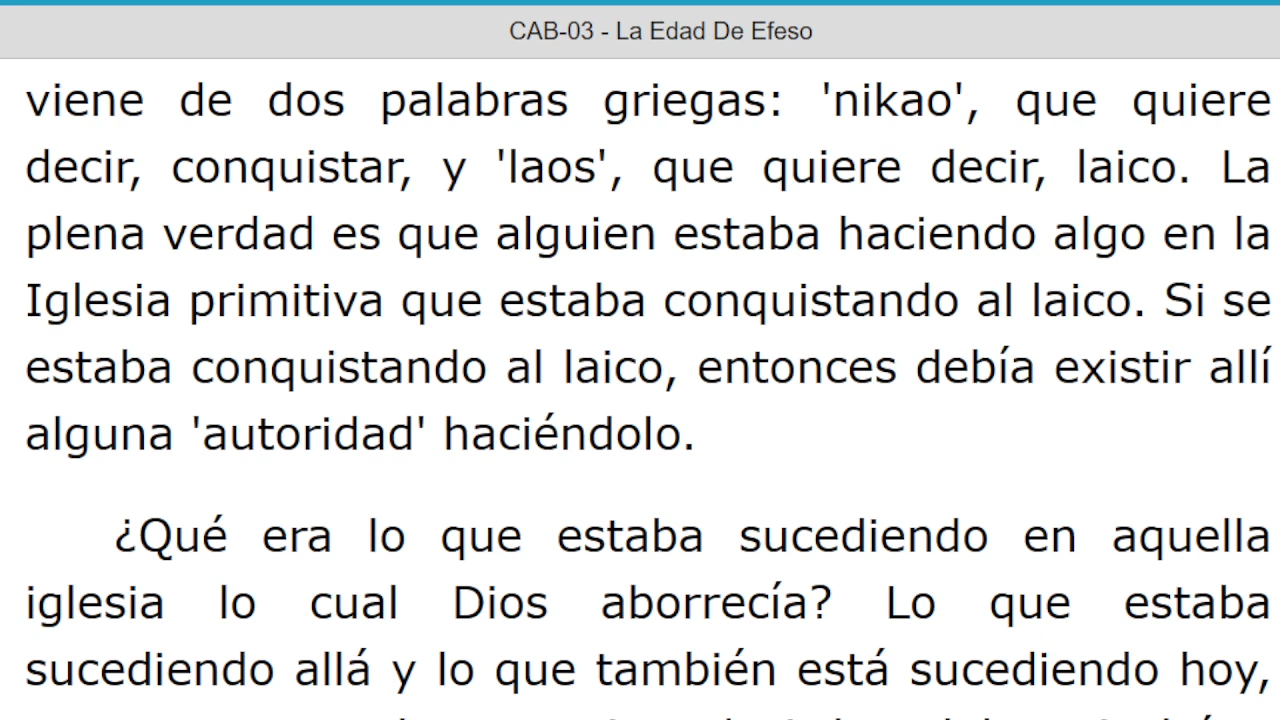 CAB-03 - La Edad De Efeso
viene de dos palabras griegas: 'nikao', que quiere
decir, conquistar, y 'laos', que quiere decir, laico. La
plena verdad es que alguien estaba haciendo algo en la
Iglesia primitiva que estaba conquistando al laico. Si se
estaba conquistando al laico, entonces debía existir allí
alguna 'autoridad' haciéndolo.
¿Qué era lo que estaba sucediendo en aquella
iglesia lo cual Dios aborrecía? Lo que estaba
sucediendo allá y lo que también está sucediendo hoy,